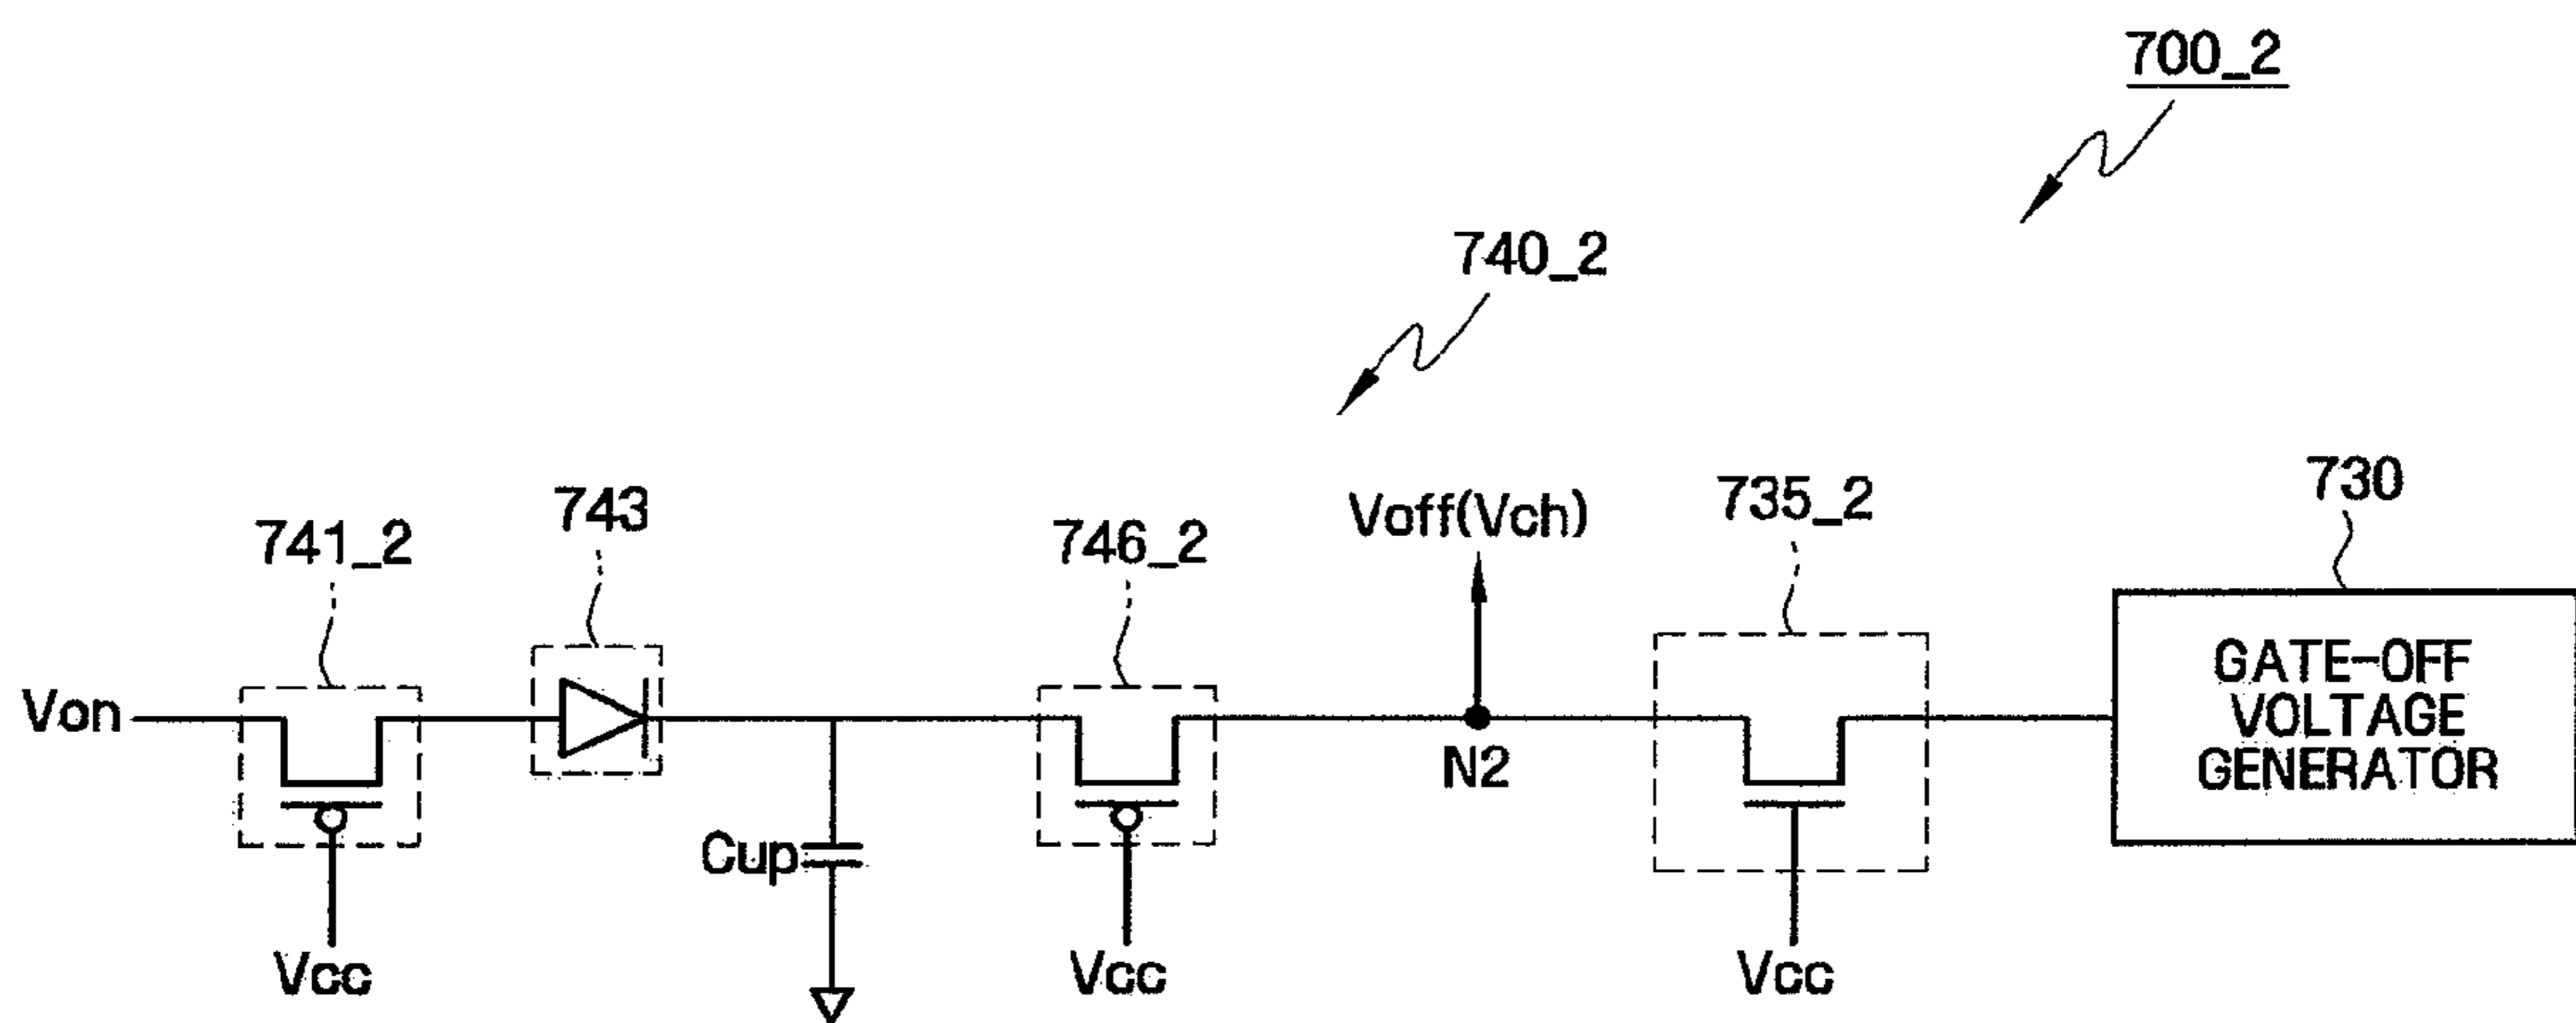 700_2
740_2
741_2
743
746_2
Voff(Vch)
735_2
730
Von
N2
GATE-OFF
VOLTAGE
GENERATOR
Cup
Vcc
Vcc
Vcc